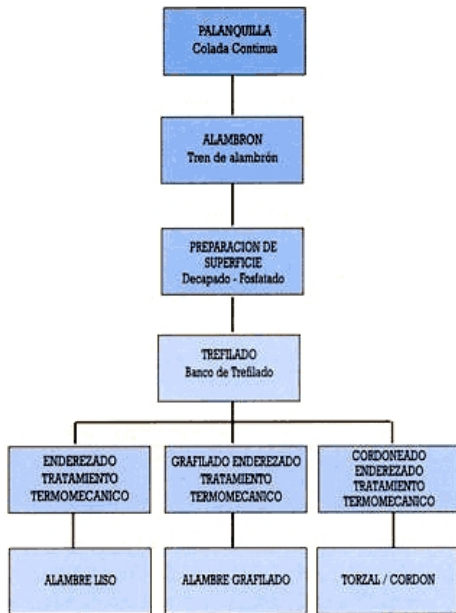 PALANQUILLA
Colada Continua
ALAMBRON
Tren de alambrón
PREPARACION DE
SUPERFICIE
Decapado - Fosfatado
TREFILADO
Banco de Trefilado
ENDEREZADO
TRATAMIENTO
TERMOMECANICO
GRAFILADO ENDEREZADO
TRATAMIENTO
TERMOMECANICO
CORDONEADO
ENDEREZADO
TRATAMIENTO
TERMOMECANICO
ALAMBRE LISO
ALAMBRE GRAFILADO
TORZAL / CORDON